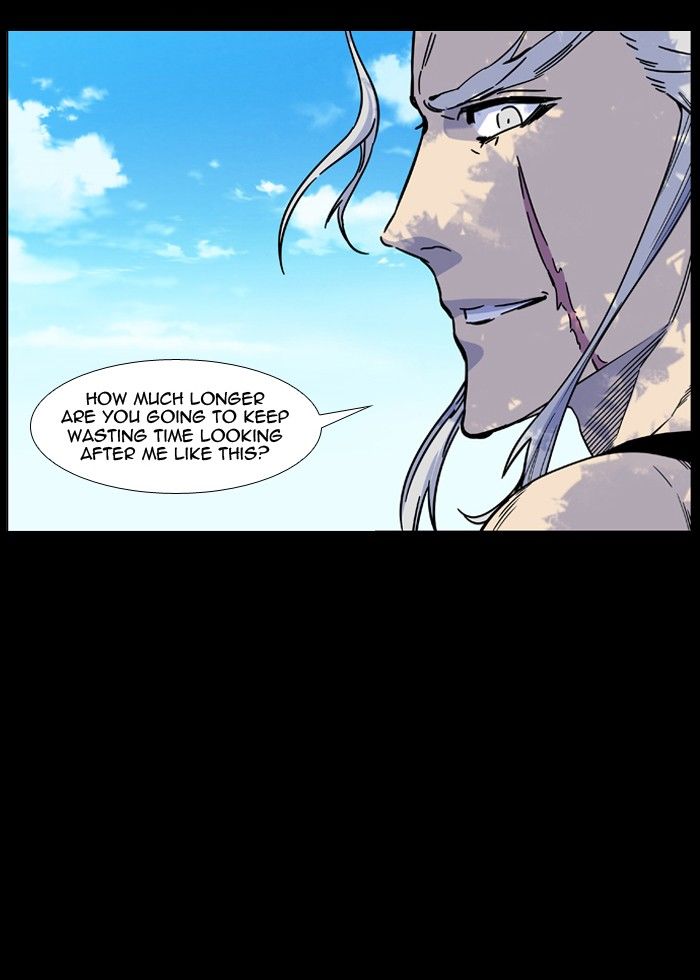 HOW MUCH LONGER
ARE YOU GOING TO KEEP
WASTING TIME LOOKING
AFTER ME LIKE THIS?